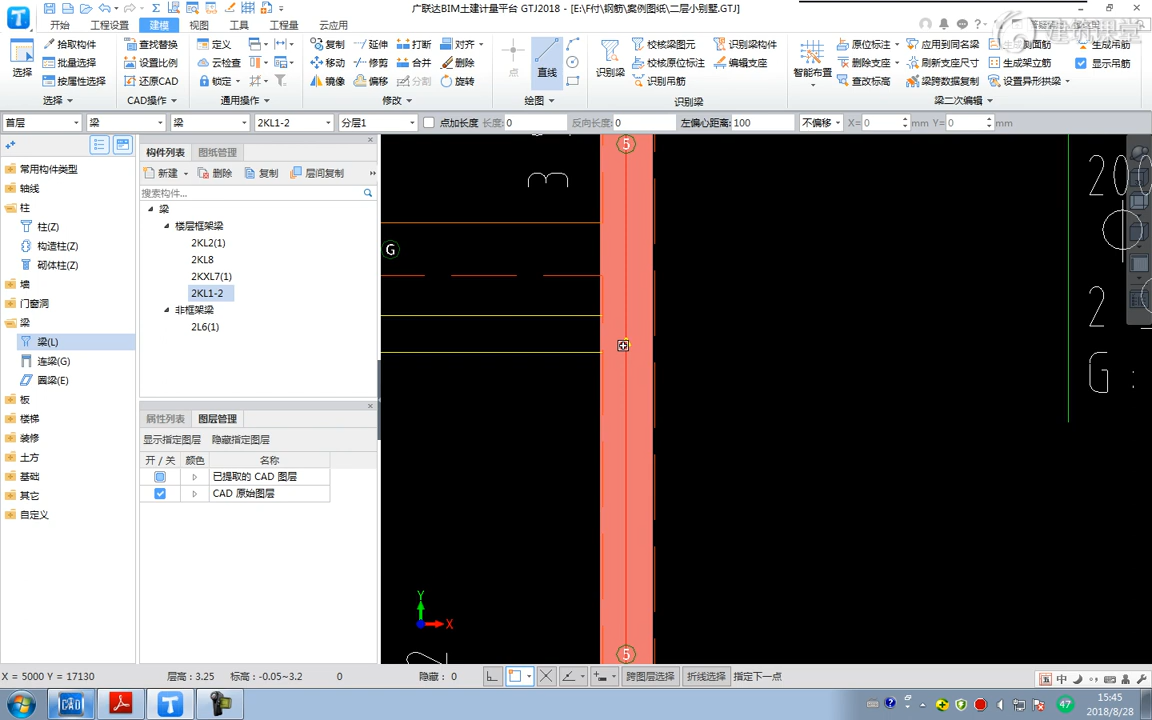 广联达BIM土建计量平台 GTJ2018 - [E:\F付\钢筋\案例图纸\二层小别墅.GTJ]
开始 工程设置 建模 视图 工具 工程量 云应用
选择 拾取构件 批量选择 按属性选择
查找替换 设置比例 还原CAD
定义 云检查 锁定
复制 延伸 打断 对齐
移动 修剪 合并 删除
镜像 偏移 分割 旋转
点 直线
识别梁 校核梁图元 校核原位标注 识别吊筋
识别梁构件 编辑支座
智能布置 原位标注 删除支座 查改标高
应用到同名梁 刷新支座尺寸 梁跨数据复制
生成架立筋 设置异形拱梁
生成吊筋 显示吊筋
选择 CAD操作 通用操作 修改 绘图 识别梁 梁二次编辑
首层 梁 梁 2KL1-2 分层1 点加长度 长度: 0 反向长度: 0 左偏心距离: 100 不偏移 X= 0 mm Y= 0 mm
常用构件类型
轴线
柱
柱(Z)
构造柱(Z)
砌体柱(Z)
墙
门窗洞
梁
梁(L)
连梁(G)
圈梁(E)
板
楼梯
装修
土方
基础
其它
自定义
构件列表 图纸管理
新建 删除 复制 层间复制 »
搜索构件...
梁
楼层框架梁
2KL2(1)
2KL8
2KXL7(1)
2KL1-2
非框架梁
2L6(1)
属性列表 图层管理
显示指定图层 隐藏指定图层
开 / 关 颜色 名称
已提取的 CAD 图层
CAD 原始图层
5
G
200
2
G :
Y
X
5
X = 5000 Y = 17130 层高: 3.25 标高: -0.05~3.2 0 隐藏: 0 跨图层选择 折线选择 指定下一点
五 中
CAD
47
15:45
2018/8/28